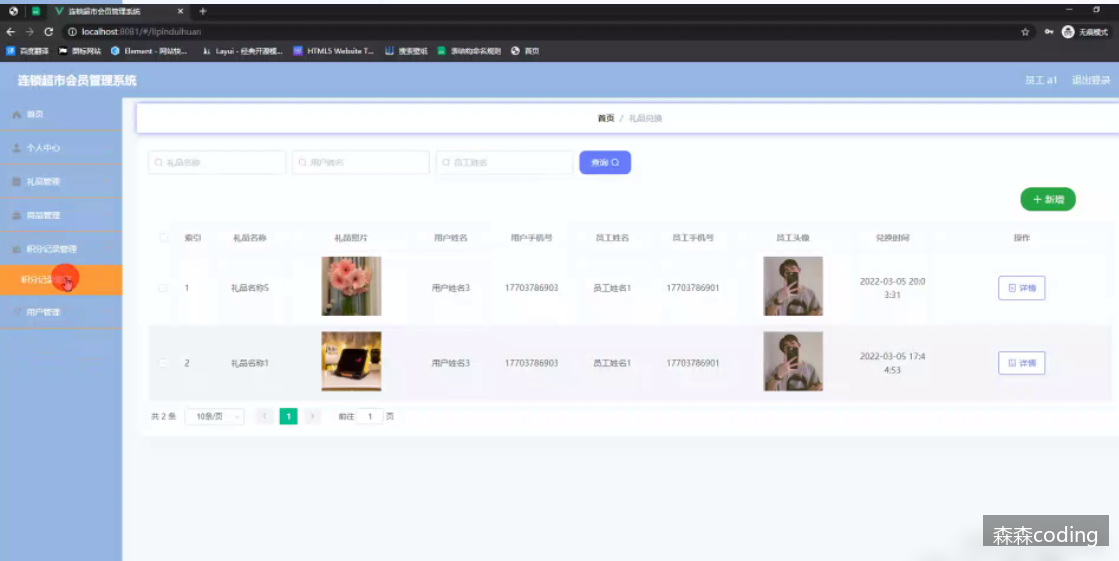 连锁超市会员管理系统
localhost:8081/#/lipinduihuan
无痕模式
百度翻译 图标网站 Element - 网站快... Layui - 经典开源模... HTML5 Website T... 搜索壁纸 驱动的命名规则 首页
连锁超市会员管理系统
员工 a1 退出登录
首页
个人中心
礼品管理
商品管理
积分记录管理
积分记录
用户管理
首页 / 礼品兑换
礼品名称 用户姓名 员工姓名 查询
+ 新增
索引 礼品名称 礼品照片 用户姓名 用户手机号 员工姓名 员工手机号 员工头像 兑换时间 操作
1 礼品名称5 用户姓名3 17703786903 员工姓名1 17703786901 2022-03-05 20:0
3:31 详情
2 礼品名称1 用户姓名3 17703786903 员工姓名1 17703786901 2022-03-05 17:4
4:53 详情
共 2 条 10条/页 1 前往 1 页
森森coding